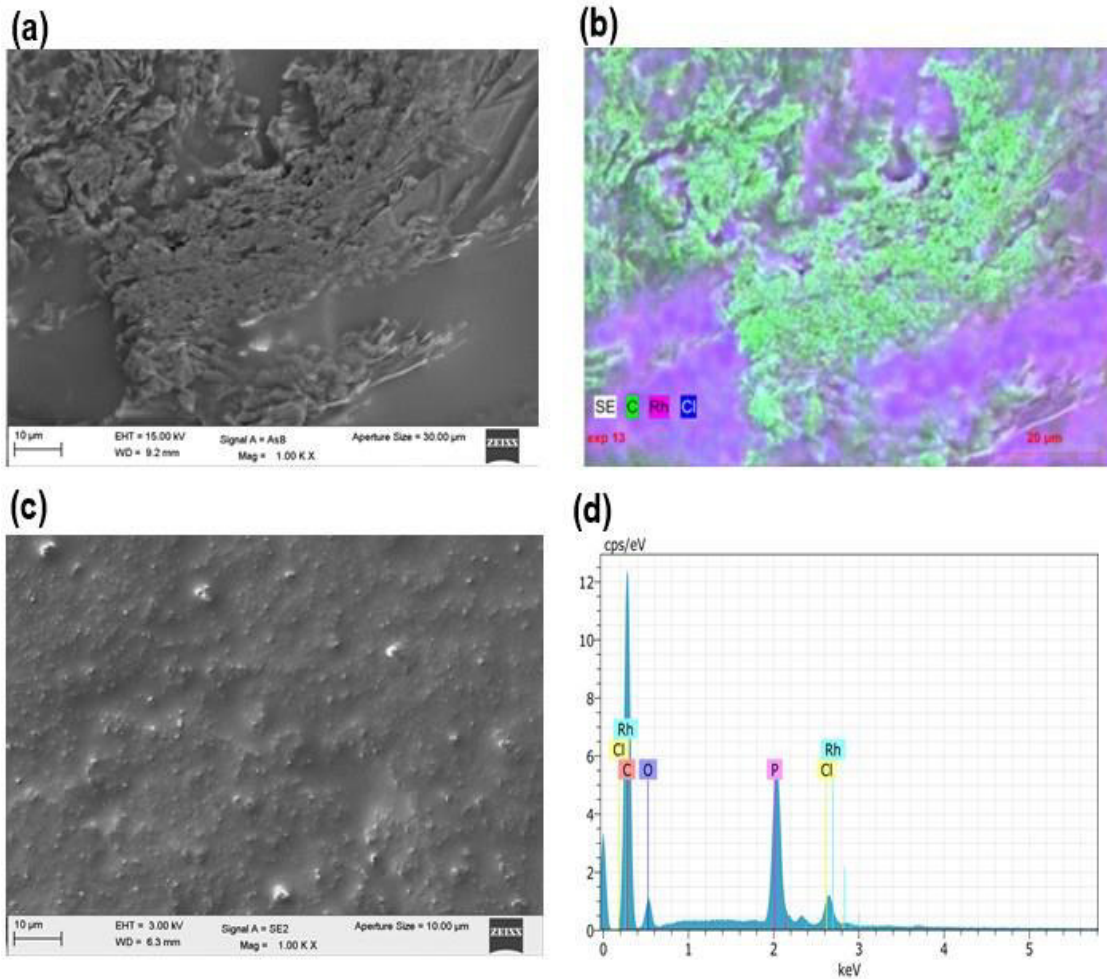 (a)
10 µm
EHT = 15.00 kV
WD = 9.2 mm
Signal A = AsB
Mag = 1.00 K X
Aperture Size = 30.00 µm
ZEISS
(b)
SE C Rh Cl
exp 13
20 µm
(c)
10 µm
EHT = 3.00 kV
WD = 6.3 mm
Signal A = SE2
Mag = 1.00 K X
Aperture Size = 10.00 µm
ZEISS
(d)
cps/eV
12
10
8
6
4
2
0
Rh
Cl
C O
P
Rh
Cl
0 1 2 3 4 5
keV